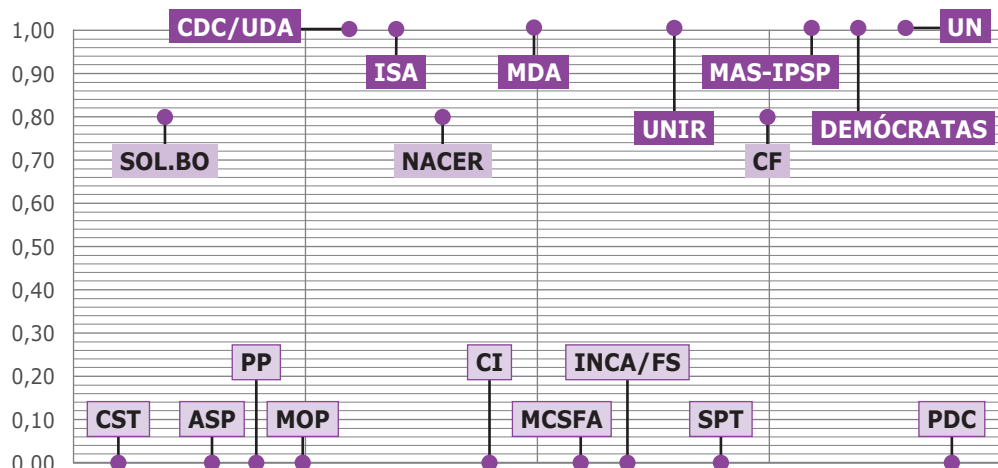 1,00
0,90
0,80
0,70
0,60
0,50
0,40
0,30
0,20
0,10
0,00
CDC/UDA
UN
ISA
MDA
MAS-IPSP
UNIR
DEMÓCRATAS
SOL.BO
NACER
CF
PP
CI
INCA/FS
CST
ASP
MOP
MCSFA
SPT
PDC